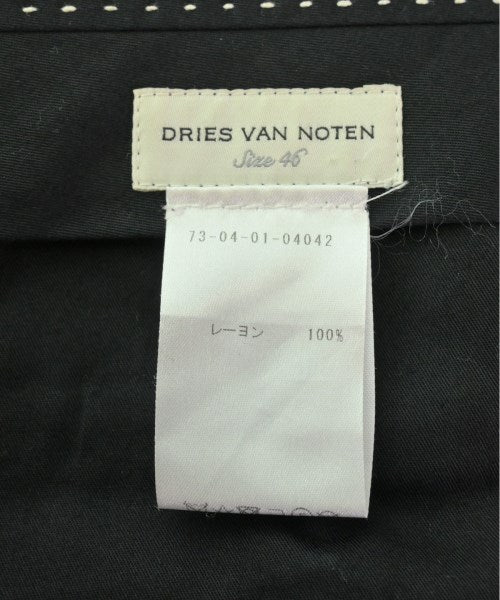 DRIES VAN NOTEN
Size 46
73-04-01-04042
レーヨン 100%